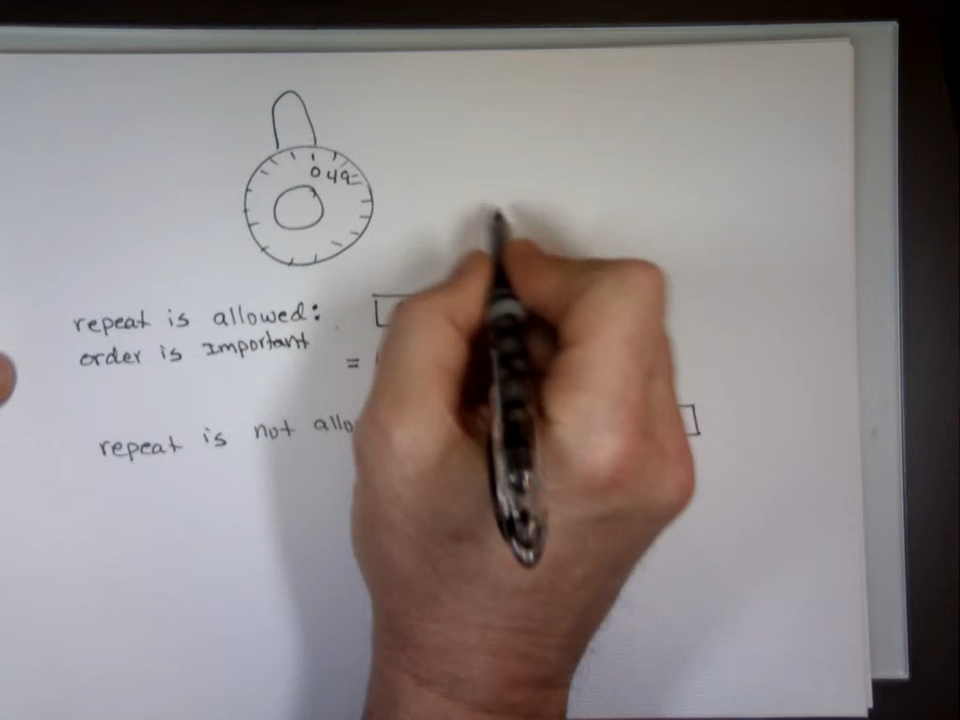 0 49
repeat is allowed:
order is Important
=
repeat is not allo